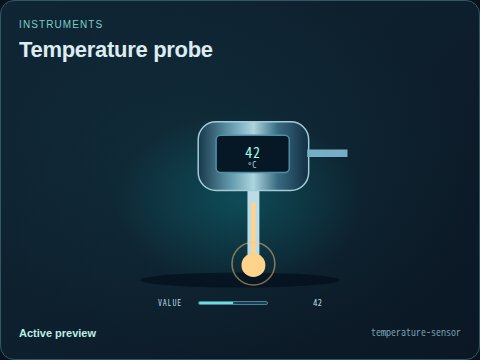 INSTRUMENTS
Temperature probe
42
°C
VALUE 42
Active preview
temperature-sensor